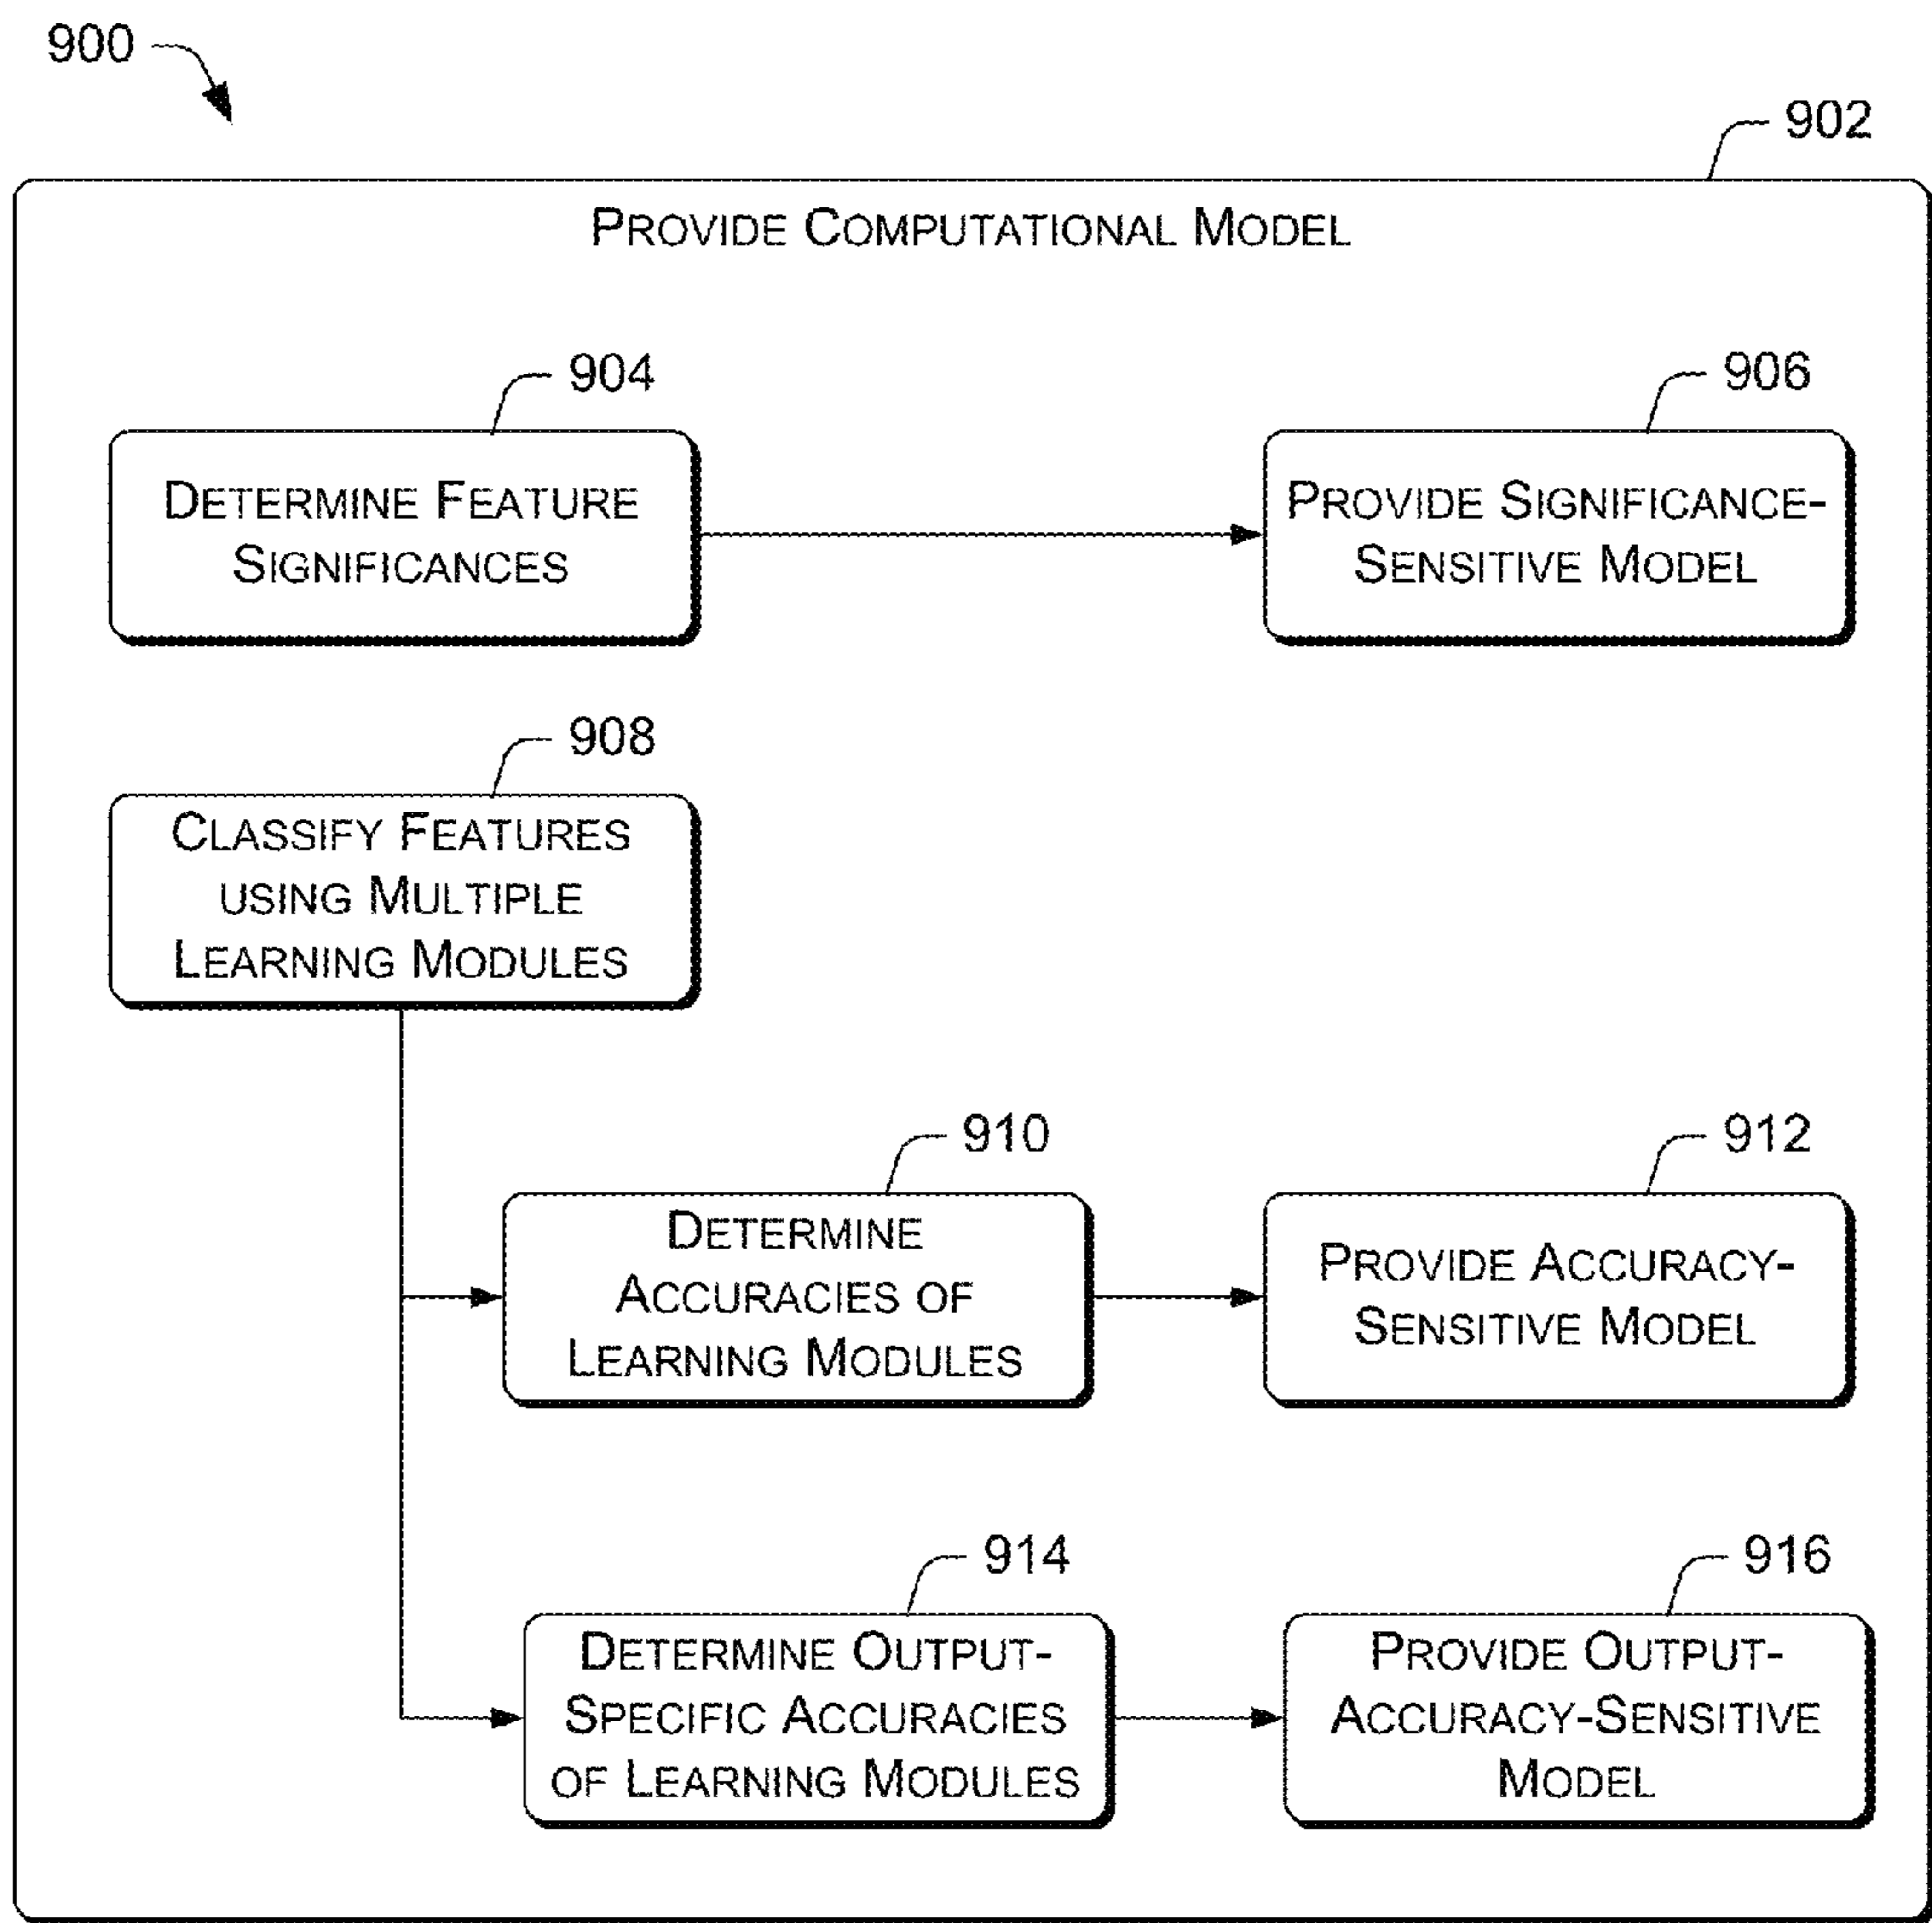 900
902
PROVIDE COMPUTATIONAL MODEL
904
906
DETERMINE FEATURE
SIGNIFICANCES
PROVIDE SIGNIFICANCE-
SENSITIVE MODEL
908
CLASSIFY FEATURES
USING MULTIPLE
LEARNING MODULES
910
912
DETERMINE
ACCURACIES OF
LEARNING MODULES
PROVIDE ACCURACY-
SENSITIVE MODEL
914
916
DETERMINE OUTPUT-
SPECIFIC ACCURACIES
OF LEARNING MODULES
PROVIDE OUTPUT-
ACCURACY-SENSITIVE
MODEL